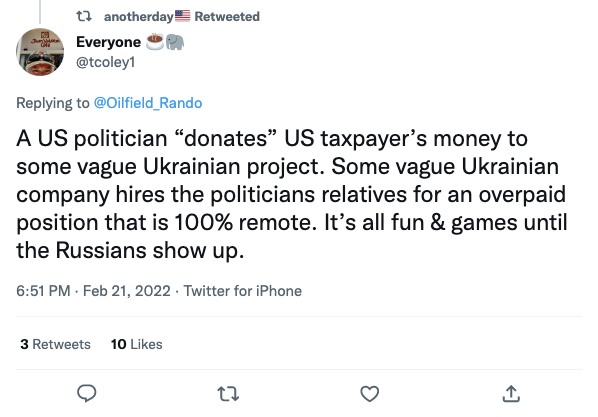 anotherday🇺🇸 Retweeted
Everyone ☕🐘
@tcoley1
Replying to @Oilfield_Rando
A US politician “donates” US taxpayer’s money to
some vague Ukrainian project. Some vague Ukrainian
company hires the politicians relatives for an overpaid
position that is 100% remote. It’s all fun & games until
the Russians show up.
6:51 PM · Feb 21, 2022 · Twitter for iPhone
3 Retweets 10 Likes